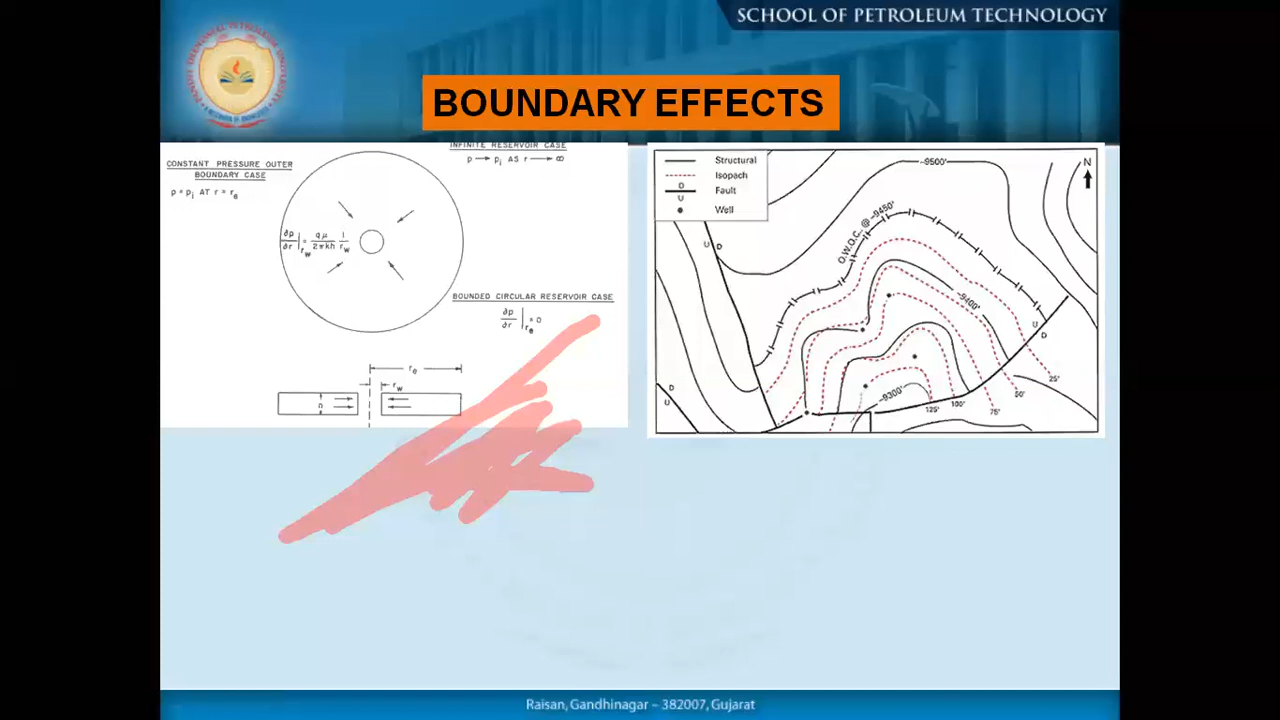 SCHOOL OF PETROLEUM TECHNOLOGY
BOUNDARY EFFECTS
INFINITE RESERVOIR CASE
p → pi AS r → ∞
CONSTANT PRESSURE OUTER
BOUNDARY CASE
p = pi AT r = re
∂p/∂r |rw = qμ/2πkh 1/rw
BOUNDED CIRCULAR RESERVOIR CASE
∂p/∂r |re = 0
re
rw
h
Structural
Isopach
D
Fault
U
Well
-9500'
N
O.W.O.C. @ -9450'
U D
-9400'
U
D
D
U
-9300'
25'
50'
75'
100'
125'
Raisan, Gandhinagar – 382007, Gujarat